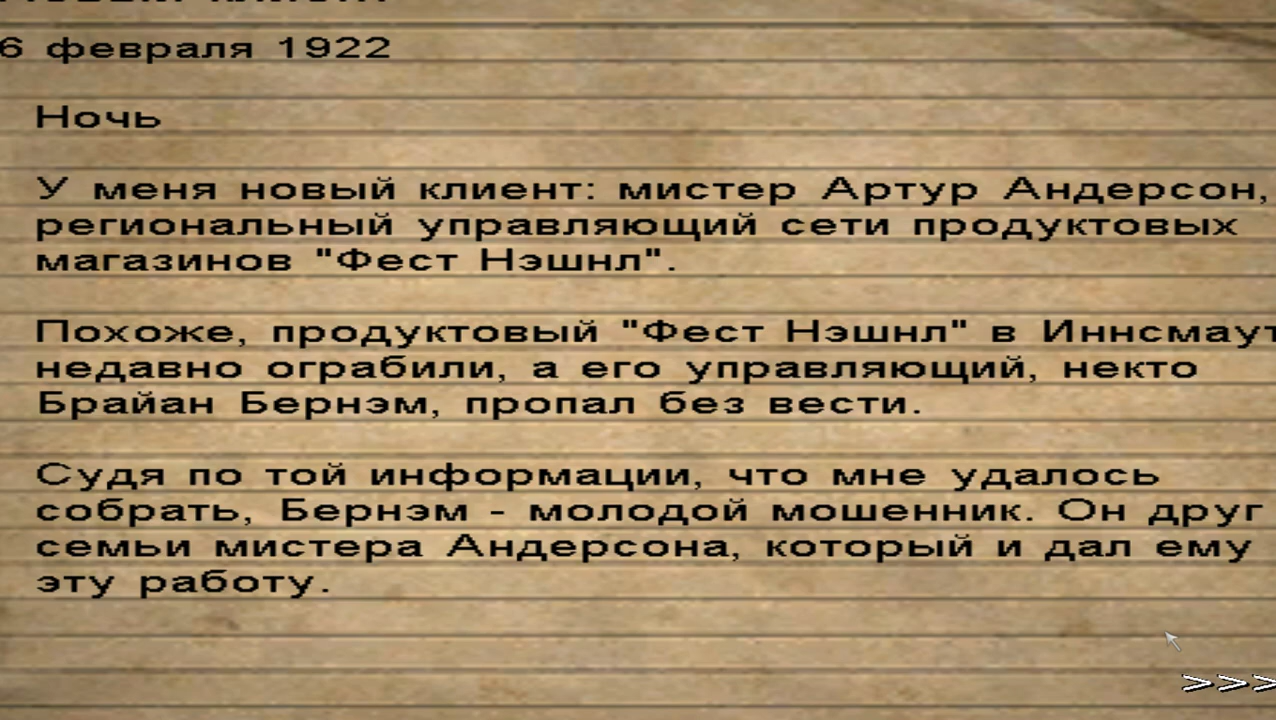 6 февраля 1922
Ночь
У меня новый клиент: мистер Артур Андерсон,
региональный управляющий сети продуктовых
магазинов "Фест Нэшнл".
Похоже, продуктовый "Фест Нэшнл" в Иннсмаут
недавно ограбили, а его управляющий, некто
Брайан Бернэм, пропал без вести.
Судя по той информации, что мне удалось
собрать, Бернэм - молодой мошенник. Он друг
семьи мистера Андерсона, который и дал ему
эту работу.
>>>